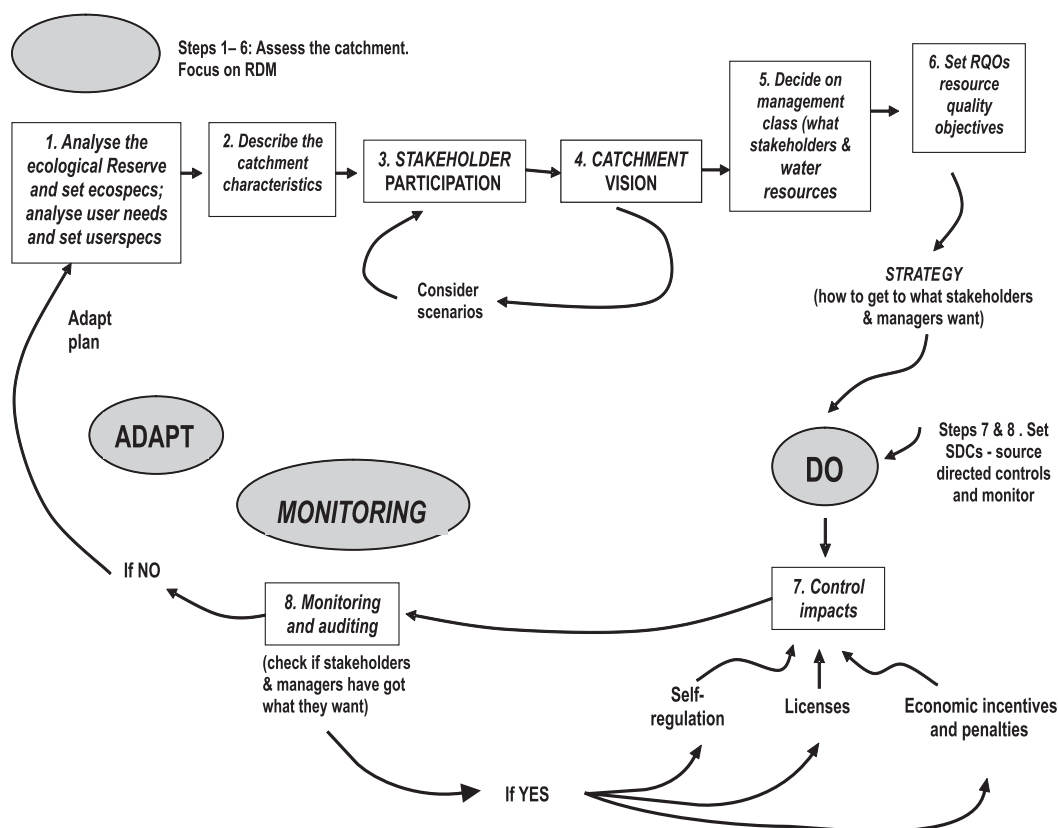 Steps 1– 6: Assess the catchment.
Focus on RDM
1. Analyse the
ecological Reserve
and set ecospecs;
analyse user needs
and set userspecs
2. Describe the
catchment
characteristics
3. STAKEHOLDER
PARTICIPATION
4. CATCHMENT
VISION
5. Decide on
management
class (what
stakeholders &
water
resources
6. Set RQOs
resource
quality
objectives
Consider
scenarios
STRATEGY
(how to get to what stakeholders
& managers want)
Adapt
plan
ADAPT
MONITORING
DO
Steps 7 & 8 . Set
SDCs - source
directed controls
and monitor
If NO
8. Monitoring
and auditing
(check if stakeholders
& managers have got
what they want)
7. Control
impacts
Self-
regulation
Licenses
Economic incentives
and penalties
If YES